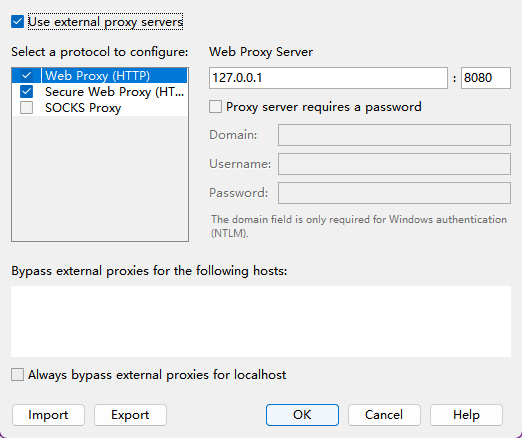 Use external proxy servers
Select a protocol to configure:
Web Proxy (HTTP)
Secure Web Proxy (HT...
SOCKS Proxy
Web Proxy Server
127.0.0.1 : 8080
Proxy server requires a password
Domain:
Username:
Password:
The domain field is only required for Windows authentication
(NTLM).
Bypass external proxies for the following hosts:
Always bypass external proxies for localhost
Import Export OK Cancel Help